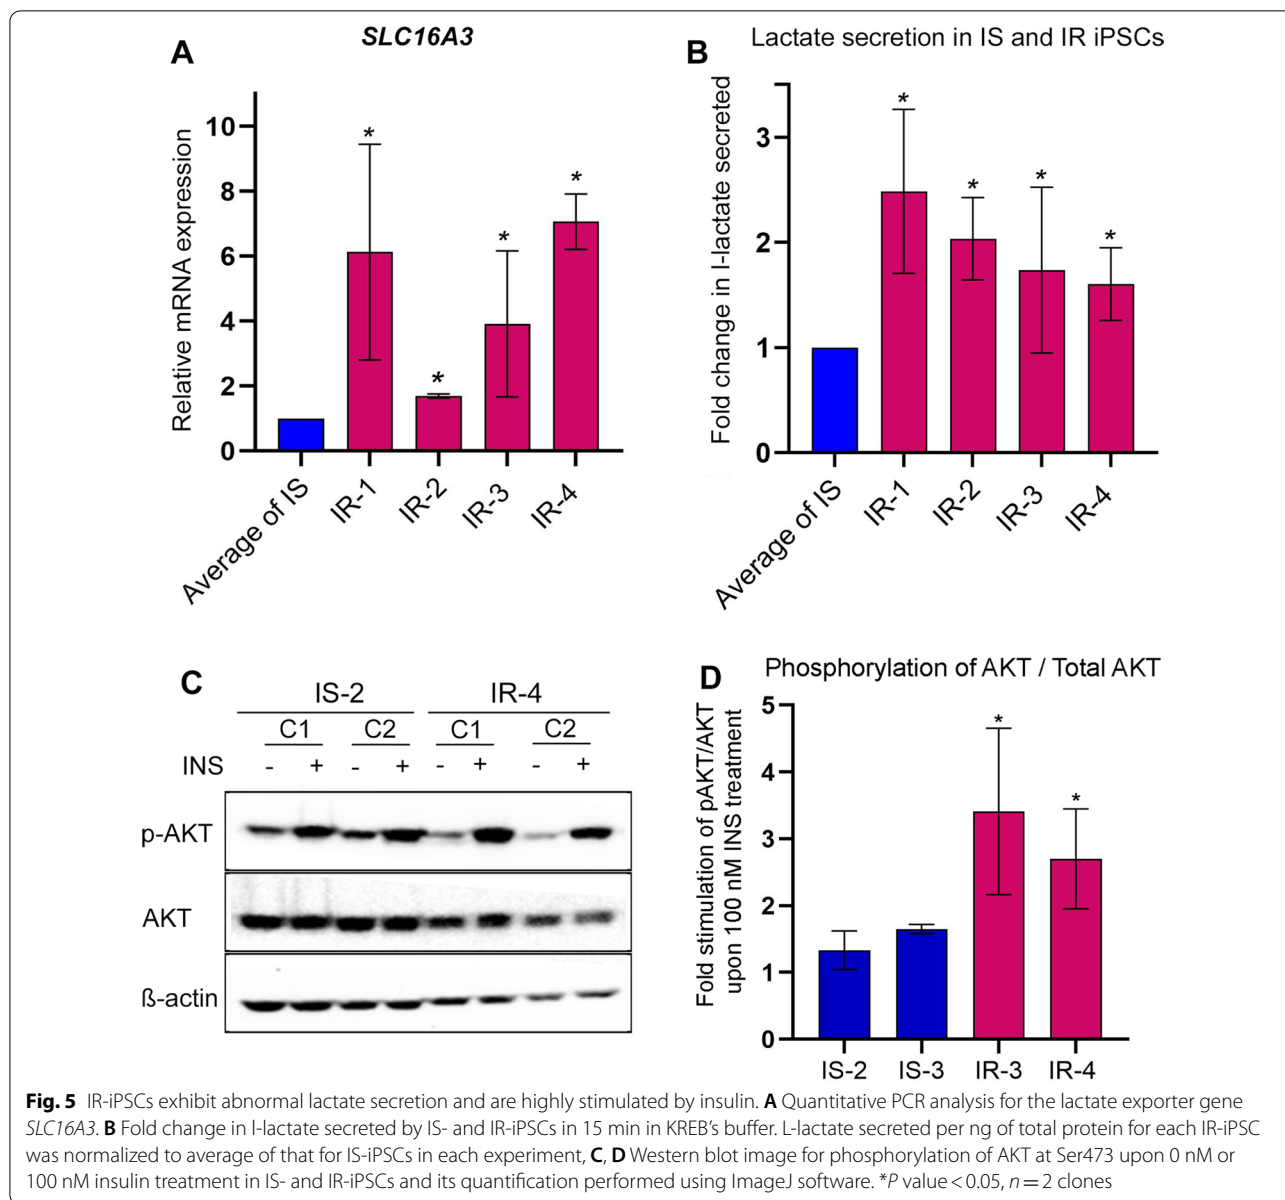 A
SLC16A3
Relative mRNA expression
10
8
6
4
2
0
*
*
*
*
Average of IS
IR-1
IR-2
IR-3
IR-4
B
Lactate secretion in IS and IR iPSCs
Fold change in l-lactate secreted
3
2
1
0
*
*
*
*
Average of IS
IR-1
IR-2
IR-3
IR-4
C
IS-2 IR-4
C1 C2 C1 C2
INS - + - + - + - +
p-AKT
AKT
ß-actin
D
Phosphorylation of AKT / Total AKT
Fold stimulation of pAKT/AKT
upon 100 nM INS treatment
5
4
3
2
1
0
*
*
IS-2 IS-3 IR-3 IR-4
Fig. 5 IR-iPSCs exhibit abnormal lactate secretion and are highly stimulated by insulin. A Quantitative PCR analysis for the lactate exporter gene
SLC16A3. B Fold change in l-lactate secreted by IS- and IR-iPSCs in 15 min in KREB's buffer. L-lactate secreted per ng of total protein for each IR-iPSC
was normalized to average of that for IS-iPSCs in each experiment, C, D Western blot image for phosphorylation of AKT at Ser473 upon 0 nM or
100 nM insulin treatment in IS- and IR-iPSCs and its quantification performed using ImageJ software. *P value < 0.05, n = 2 clones